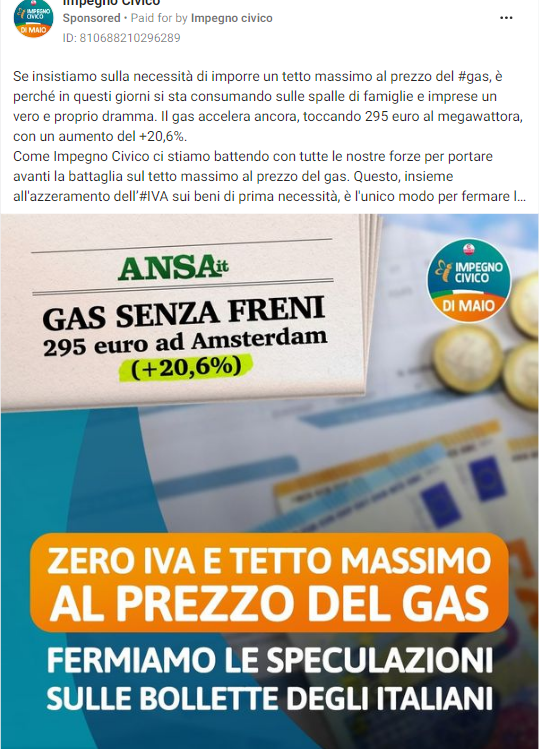 Impegno Civico
Sponsored • Paid for by Impegno civico
ID: 810688210296289
Se insistiamo sulla necessità di imporre un tetto massimo al prezzo del #gas, è
perché in questi giorni si sta consumando sulle spalle di famiglie e imprese un
vero e proprio dramma. Il gas accelera ancora, toccando 295 euro al megawattora,
con un aumento del +20,6%.
Come Impegno Civico ci stiamo battendo con tutte le nostre forze per portare
avanti la battaglia sul tetto massimo al prezzo del gas. Questo, insieme
all'azzeramento dell'#IVA sui beni di prima necessità, è l'unico modo per fermare l...
ANSA.it
GAS SENZA FRENI
295 euro ad Amsterdam
(+20,6%)
IMPEGNO
CIVICO
DI MAIO
ZERO IVA E TETTO MASSIMO
AL PREZZO DEL GAS
FERMIAMO LE SPECULAZIONI
SULLE BOLLETTE DEGLI ITALIANI